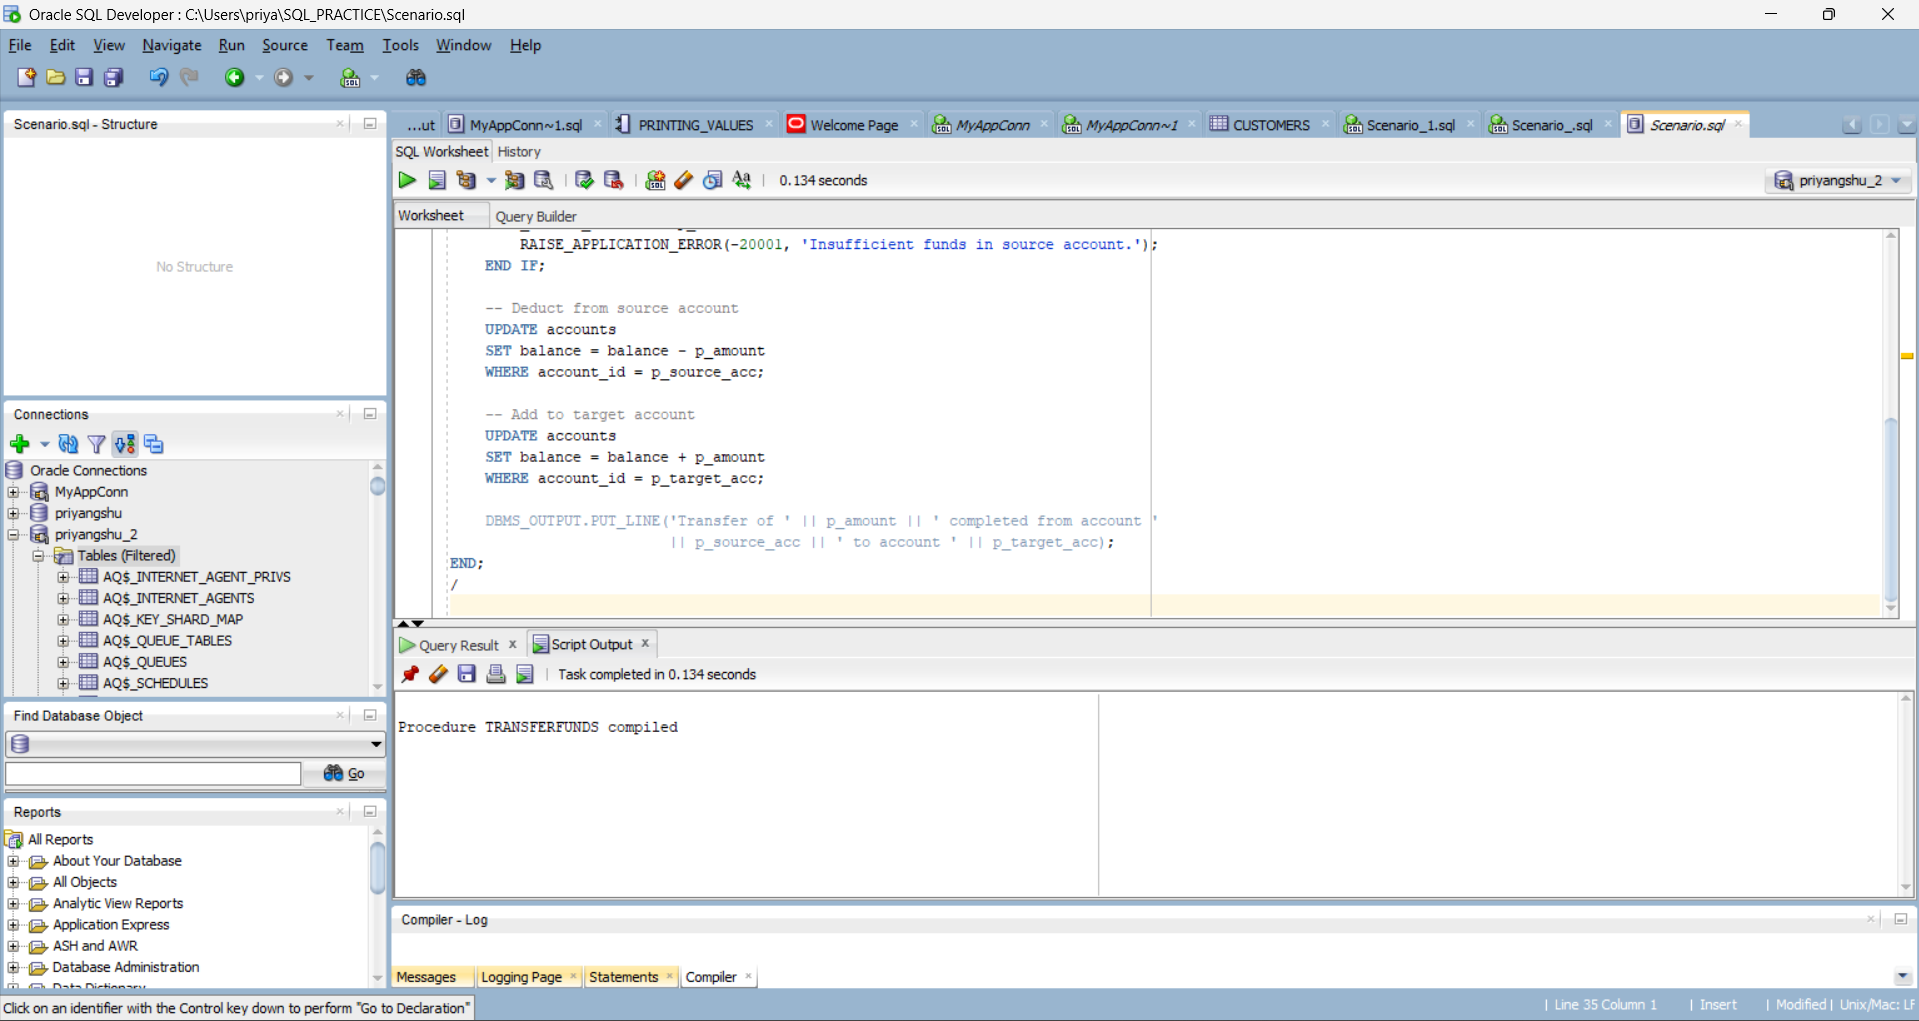 Oracle SQL Developer : C:\Users\priya\SQL_PRACTICE\Scenario.sql
File Edit View Navigate Run Source Team Tools Window Help
Scenario.sql - Structure
No Structure
Connections
Oracle Connections
MyAppConn
priyangshu
priyangshu_2
Tables (Filtered)
AQ$_INTERNET_AGENT_PRIVS
AQ$_INTERNET_AGENTS
AQ$_KEY_SHARD_MAP
AQ$_QUEUE_TABLES
AQ$_QUEUES
AQ$_SCHEDULES
Find Database Object
Go
Reports
All Reports
About Your Database
All Objects
Analytic View Reports
Application Express
ASH and AWR
Database Administration
Data Dictionary
...ut MyAppConn~1.sql PRINTING_VALUES Welcome Page MyAppConn MyAppConn~1 CUSTOMERS Scenario_1.sql Scenario_.sql Scenario.sql
SQL Worksheet History
0.134 seconds
priyangshu_2
Worksheet Query Builder
RAISE_APPLICATION_ERROR(-20001, 'Insufficient funds in source account.');
END IF;
-- Deduct from source account
UPDATE accounts
SET balance = balance - p_amount
WHERE account_id = p_source_acc;
-- Add to target account
UPDATE accounts
SET balance = balance + p_amount
WHERE account_id = p_target_acc;
DBMS_OUTPUT.PUT_LINE('Transfer of ' || p_amount || ' completed from account '
|| p_source_acc || ' to account ' || p_target_acc);
END;
/
Query Result Script Output
Task completed in 0.134 seconds
Procedure TRANSFERFUNDS compiled
Compiler - Log
Messages Logging Page Statements Compiler
Click on an identifier with the Control key down to perform "Go to Declaration"
Line 35 Column 1 Insert Modified Unix/Mac: LF